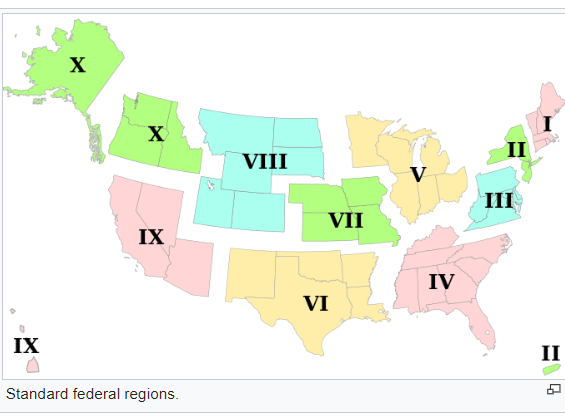 X
I
X
II
VIII
V
III
VII
IX
IV
VI
IX
II
Standard federal regions.